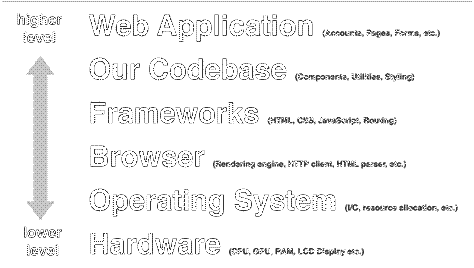 higher
level
Web Application (Accounts, Pages, Forms, etc.)
Our Codebase (Components, Utilities, Styling)
Frameworks (HTML, CSS, JavaScript, Routing)
Browser (Rendering engine, HTTP client, HTML parser, etc.)
Operating System (I/O, resource allocation, etc.)
lower
level
Hardware (CPU, GPU, RAM, LCD Display etc.)